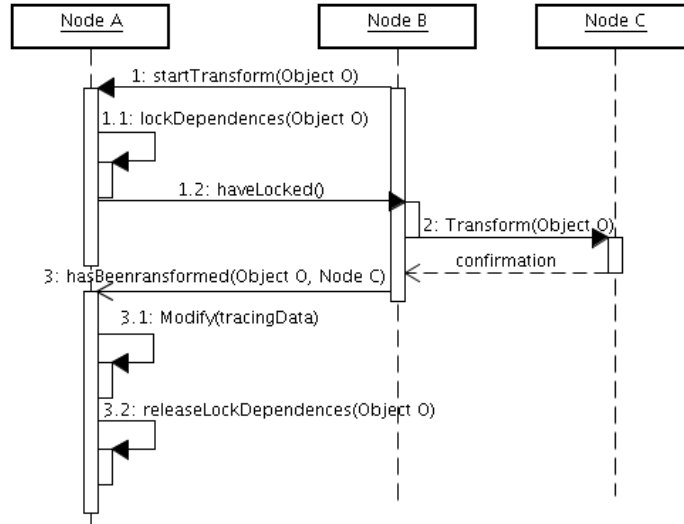 Node A
Node B
Node C
1: startTransform(Object O)
1.1: lockDependences(Object O)
1.2: haveLocked()
2: Transform(Object O)
confirmation
3: hasBeenransformed(Object O, Node C)
3.1: Modify(tracingData)
3.2: releaseLockDependences(Object O)